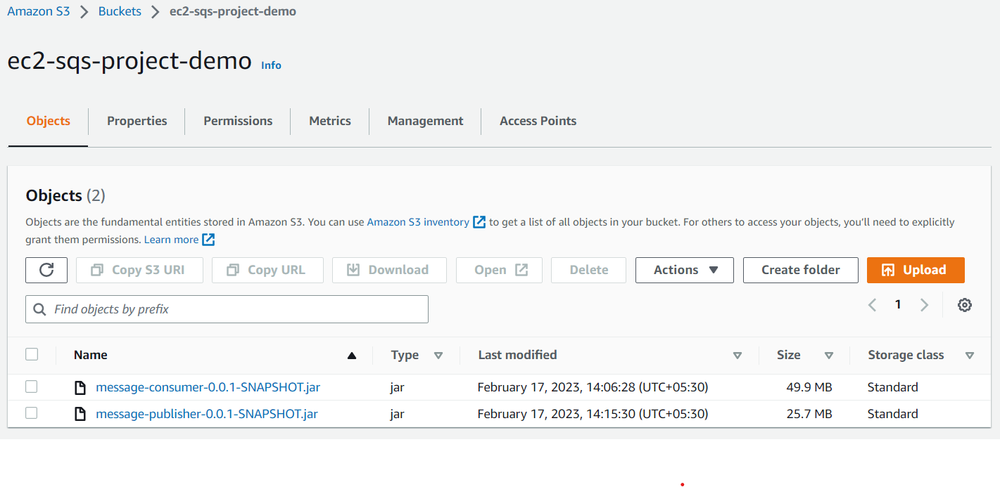 Amazon S3 > Buckets > ec2-sqs-project-demo
ec2-sqs-project-demo Info
Objects Properties Permissions Metrics Management Access Points
Objects (2)
Objects are the fundamental entities stored in Amazon S3. You can use Amazon S3 inventory to get a list of all objects in your bucket. For others to access your objects, you’ll need to explicitly
grant them permissions. Learn more
Copy S3 URI Copy URL Download Open Delete Actions Create folder Upload
Find objects by prefix 1
Name Type Last modified Size Storage class
message-consumer-0.0.1-SNAPSHOT.jar jar February 17, 2023, 14:06:28 (UTC+05:30) 49.9 MB Standard
message-publisher-0.0.1-SNAPSHOT.jar jar February 17, 2023, 14:15:30 (UTC+05:30) 25.7 MB Standard